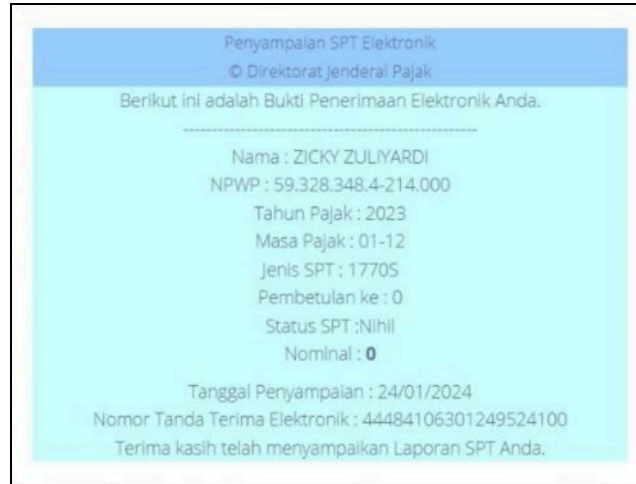 Penyampaian SPT Elektronik
© Direktorat Jenderal Pajak
Berikut ini adalah Bukti Penerimaan Elektronik Anda.
--------------------------------------------------
Nama : ZICKY ZULIYARDI
NPWP : 59.328.348.4-214.000
Tahun Pajak : 2023
Masa Pajak : 01-12
Jenis SPT : 1770S
Pembetulan ke : 0
Status SPT :Nihil
Nominal : 0
Tanggal Penyampaian : 24/01/2024
Nomor Tanda Terima Elektronik : 44484106301249524100
Terima kasih telah menyampaikan Laporan SPT Anda.